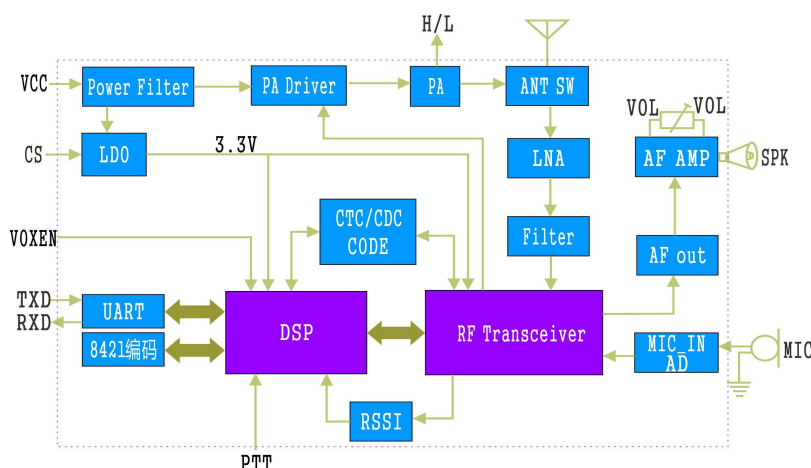 H/L
VCC
Power Filter
PA Driver
PA
ANT SW
VOL
VOL
CS
LDO
3.3V
LNA
AF AMP
SPK
CTC/CDC
CODE
VOXEN
Filter
AF out
TXD
RXD
UART
DSP
RF Transceiver
8421编码
MIC_IN
AD
MIC
RSSI
PTT